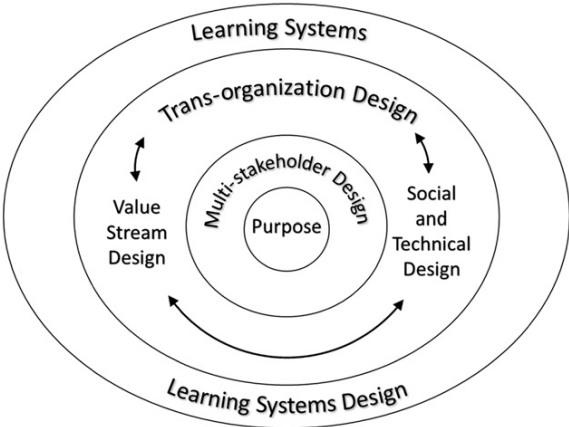 Learning Systems
Trans-organization Design
Multi-stakeholder Design
Value
Stream
Design
Purpose
Social
and
Technical
Design
Learning Systems Design